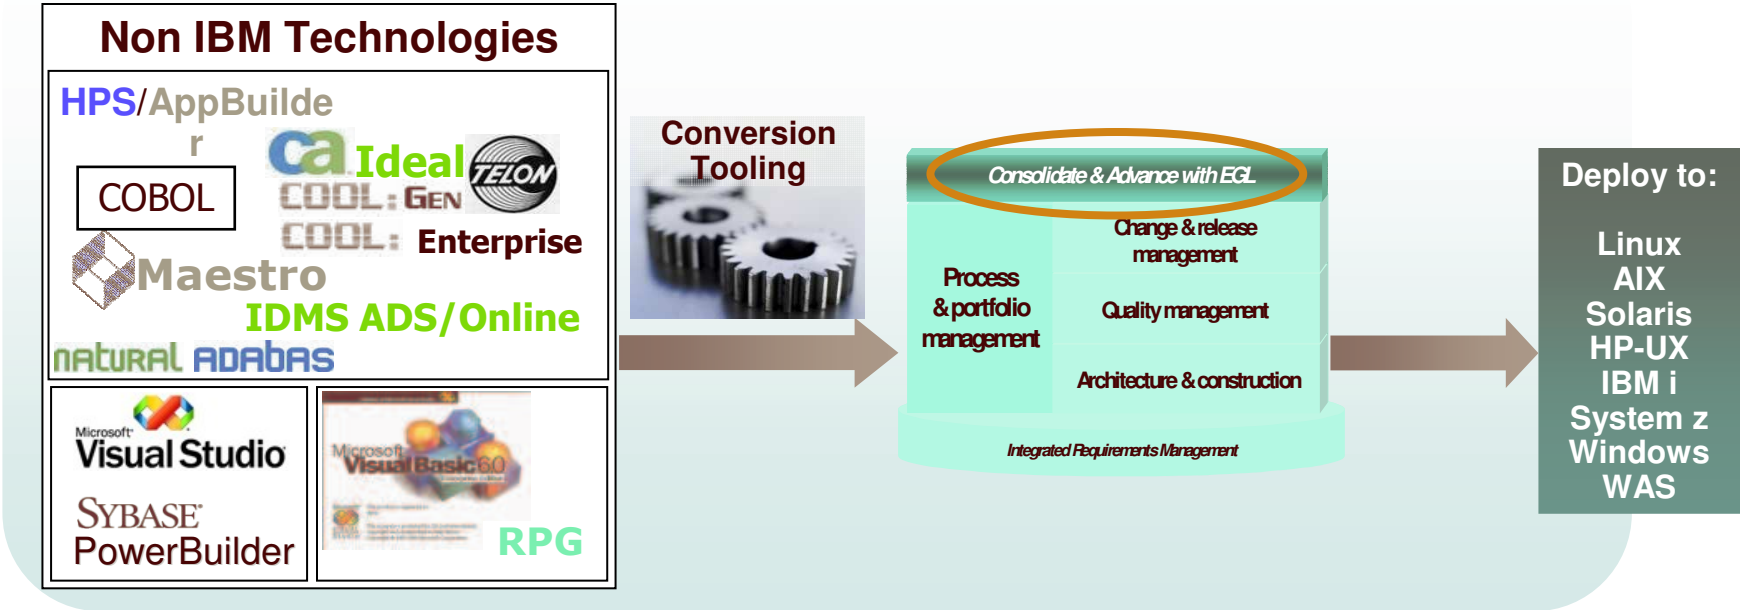 Non IBM Technologies
HPS/AppBuilde
r
ca Ideal
TELON
COBOL
COOL: GEN
COOL: Enterprise
Maestro
IDMS ADS/Online
natural ADABAS
Microsoft
Visual Studio
SYBASE
PowerBuilder
Microsoft
Visual Basic 6.0
Enterprise Edition
RPG
Conversion
Tooling
Consolidate & Advance with EGL
Process
& portfolio
management
Change & release
management
Quality management
Architecture & construction
Integrated Requirements Management
Deploy to:
Linux
AIX
Solaris
HP-UX
IBM i
System z
Windows
WAS